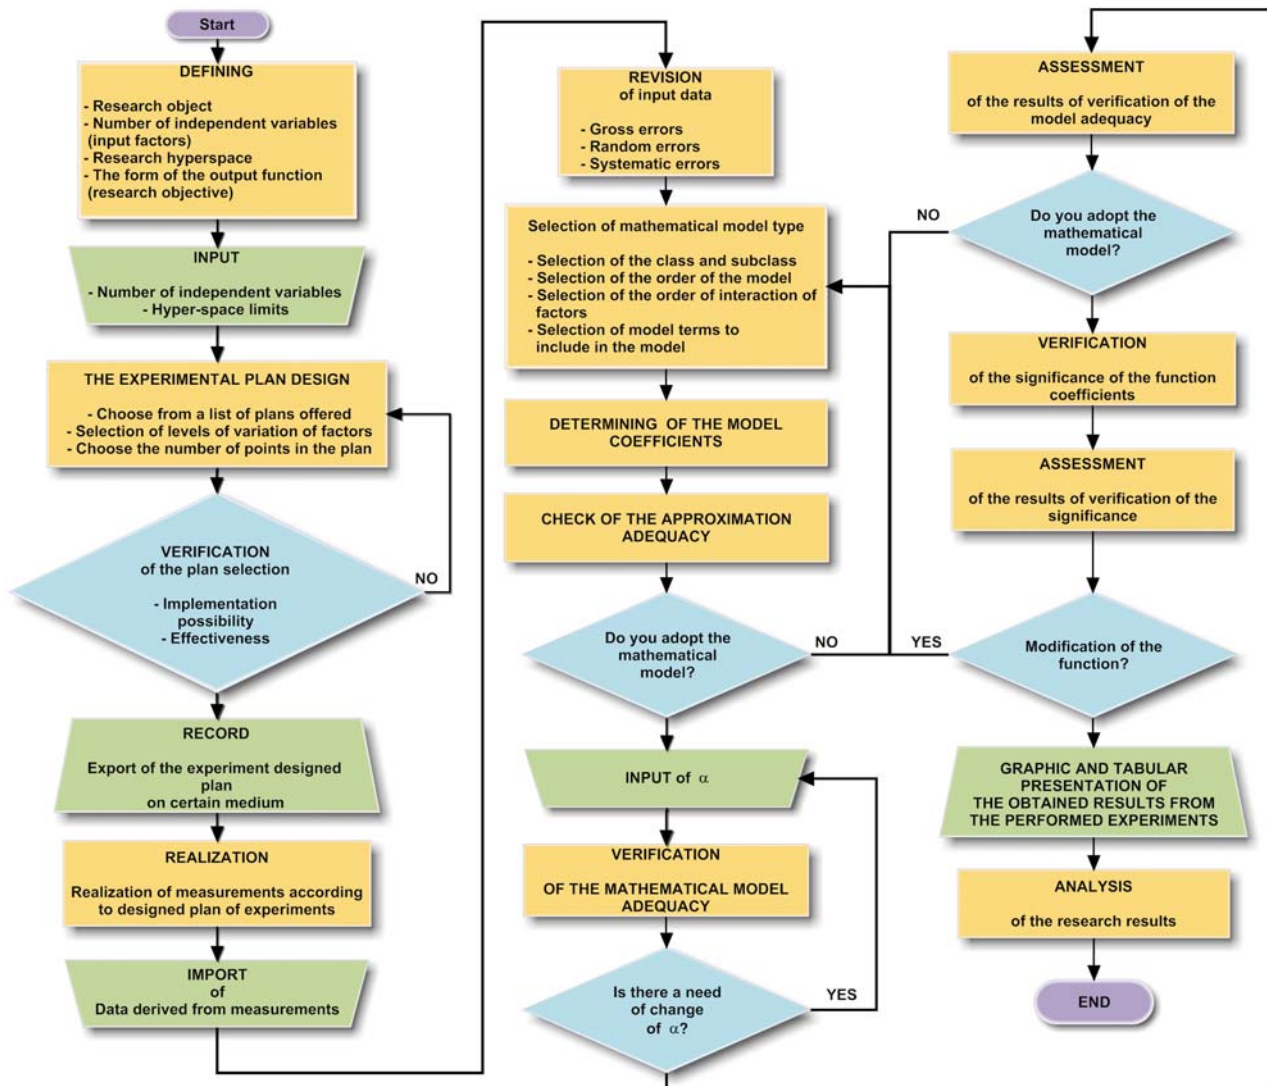 Start
DEFINING
- Research object
- Number of independent variables
(input factors)
- Research hyperspace
- The form of the output function
(research objective)
INPUT
- Number of independent variables
- Hyper-space limits
THE EXPERIMENTAL PLAN DESIGN
- Choose from a list of plans offered
- Selection of levels of variation of factors
- Choose the number of points in the plan
VERIFICATION
of the plan selection
- Implementation
possibility
- Effectiveness
NO
RECORD
Export of the experiment designed
plan
on certain medium
REALIZATION
Realization of measurements according
to designed plan of experiments
IMPORT
of
Data derived from measurements
REVISION
of input data
- Gross errors
- Random errors
- Systematic errors
Selection of mathematical model type
- Selection of the class and subclass
- Selection of the order of the model
- Selection of the order of interaction of
factors
- Selection of model terms to
include in the model
DETERMINING OF THE MODEL
COEFFICIENTS
CHECK OF THE APPROXIMATION
ADEQUACY
Do you adopt the
mathematical
model?
NO
INPUT of α
VERIFICATION
OF THE MATHEMATICAL MODEL
ADEQUACY
Is there a need
of change
of α?
YES
ASSESSMENT
of the results of verification of the
model adequacy
NO
Do you adopt the
mathematical
model?
VERIFICATION
of the significance of the function
coefficients
ASSESSMENT
of the results of verification of the
significance
YES
Modification of the
function?
GRAPHIC AND TABULAR
PRESENTATION OF
THE OBTAINED RESULTS FROM
THE PERFORMED EXPERIMENTS
ANALYSIS
of the research results
END